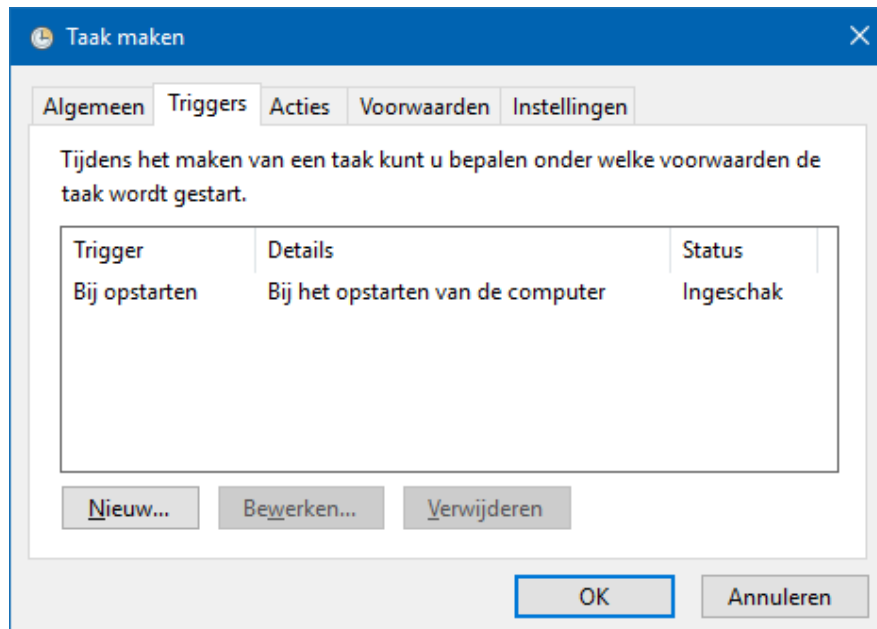 Taak maken
Algemeen Triggers Acties Voorwaarden Instellingen
Tijdens het maken van een taak kunt u bepalen onder welke voorwaarden de
taak wordt gestart.
Trigger Details Status
Bij opstarten Bij het opstarten van de computer Ingeschak
Nieuw... Bewerken... Verwijderen
OK Annuleren